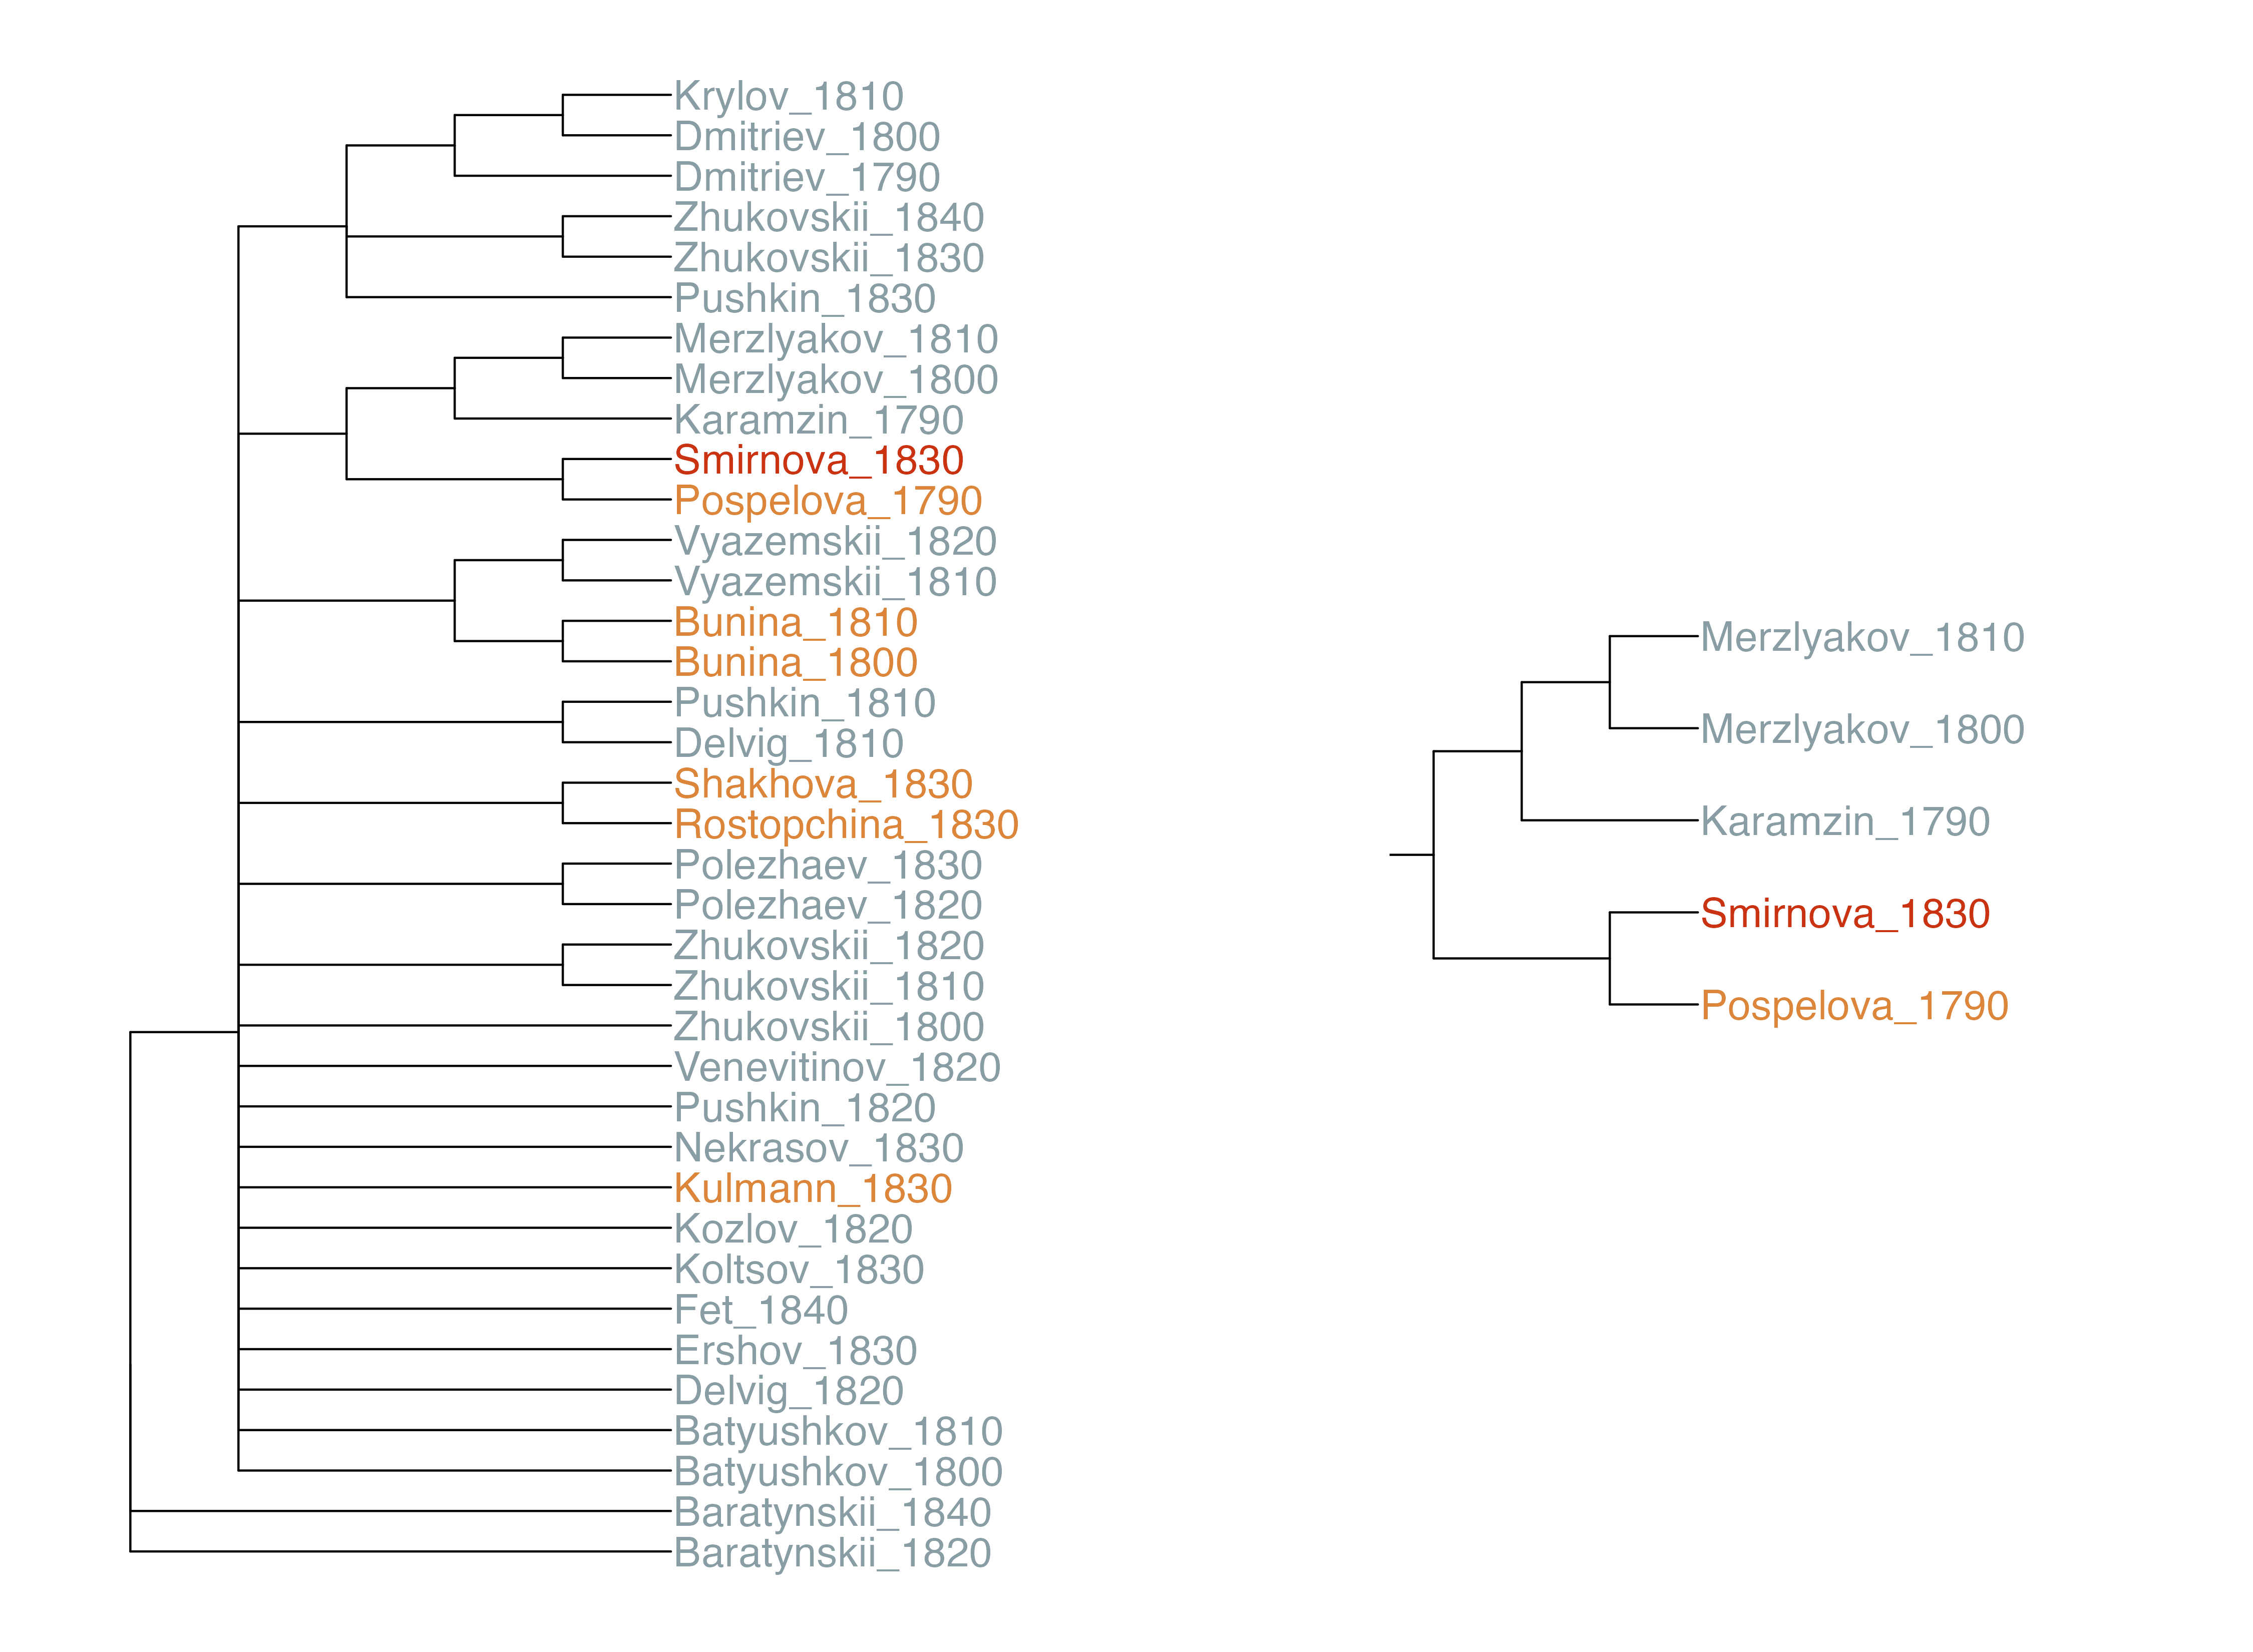 Krylov_1810
Dmitriev_1800
Dmitriev_1790
Zhukovskii_1840
Zhukovskii_1830
Pushkin_1830
Merzlyakov_1810
Merzlyakov_1800
Karamzin_1790
Smirnova_1830
Pospelova_1790
Vyazemskii_1820
Vyazemskii_1810
Bunina_1810
Bunina_1800
Pushkin_1810
Delvig_1810
Shakhova_1830
Rostopchina_1830
Polezhaev_1830
Polezhaev_1820
Zhukovskii_1820
Zhukovskii_1810
Zhukovskii_1800
Venevitinov_1820
Pushkin_1820
Nekrasov_1830
Kulmann_1830
Kozlov_1820
Koltsov_1830
Fet_1840
Ershov_1830
Delvig_1820
Batyushkov_1810
Batyushkov_1800
Baratynskii_1840
Baratynskii_1820
Merzlyakov_1810
Merzlyakov_1800
Karamzin_1790
Smirnova_1830
Pospelova_1790